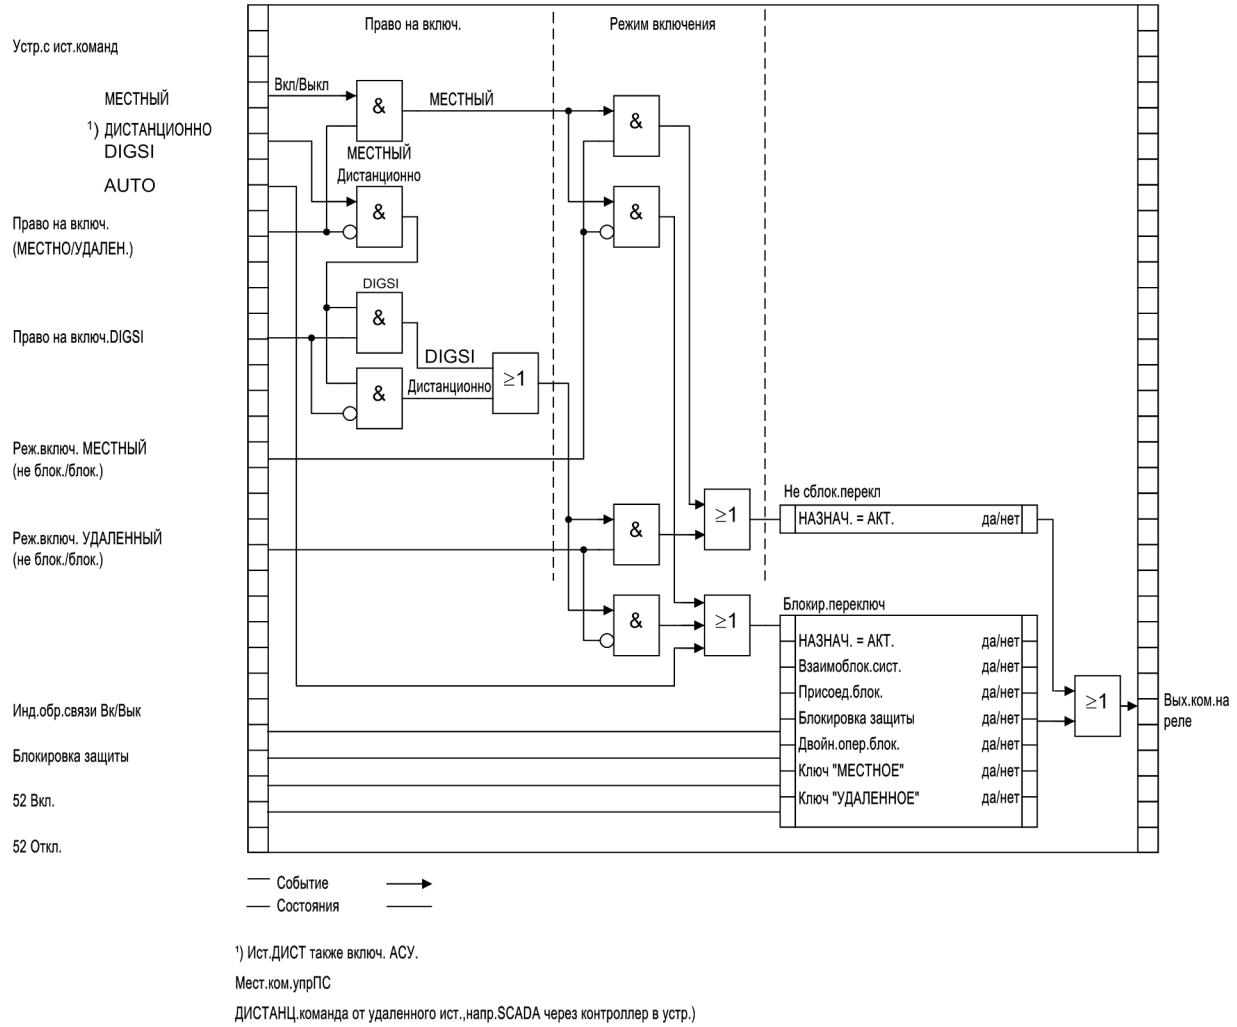 Право на включ.
Режим включения
Устр.с ист.команд
Вкл/Выкл
МЕСТНЫЙ
&
МЕСТНЫЙ
&
¹) ДИСТАНЦИОННО
DIGSI
МЕСТНЫЙ
Дистанционно
AUTO
&
&
Право на включ.
(МЕСТНО/УДАЛЕН.)
DIGSI
&
Право на включ.DIGSI
DIGSI
≥1
&
Дистанционно
Реж.включ. МЕСТНЫЙ
(не блок./блок.)
Не сблок.перекл
≥1
НАЗНАЧ. = АКТ. да/нет
&
Реж.включ. УДАЛЕННЫЙ
(не блок./блок.)
Блокир.переключ
&
≥1
НАЗНАЧ. = АКТ. да/нет
Взаимоблок.сист. да/нет
Присоед.блок. да/нет
≥1
Вых.ком.на
реле
Инд.обр.связи Вк/Вык
Блокировка защиты да/нет
Двойн.опер.блок. да/нет
Блокировка защиты
Ключ "МЕСТНОЕ" да/нет
Ключ "УДАЛЕННОЕ" да/нет
52 Вкл.
52 Откл.
Событие
Состояния
¹) Ист.ДИСТ также включ. АСУ.
Мест.ком.упрПС
ДИСТАНЦ.команда от удаленного ист.,напр.SCADA через контроллер в устр.)